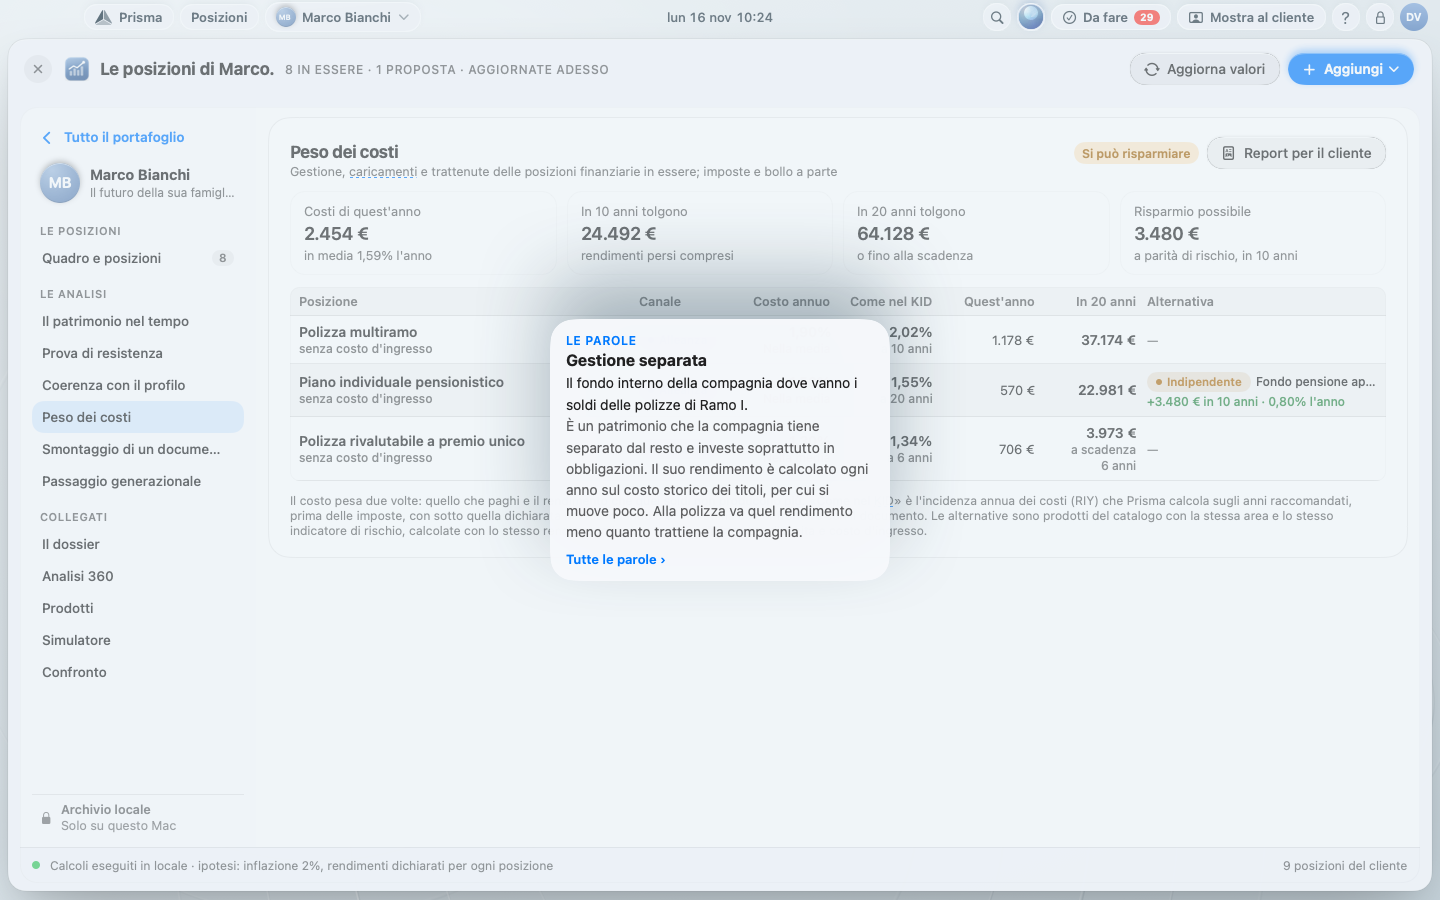 Prisma
Posizioni
MB Marco Bianchi
lun 16 nov 10:24
Da fare 29
Mostra al cliente
?
DV
Le posizioni di Marco. 8 IN ESSERE · 1 PROPOSTA · AGGIORNATE ADESSO
Aggiorna valori
+ Aggiungi
Tutto il portafoglio
MB
Marco Bianchi
Il futuro della sua famigl...
LE POSIZIONI
Quadro e posizioni 8
LE ANALISI
Il patrimonio nel tempo
Prova di resistenza
Coerenza con il profilo
Peso dei costi
Smontaggio di un docume...
Passaggio generazionale
COLLEGATI
Il dossier
Analisi 360
Prodotti
Simulatore
Confronto
Archivio locale
Solo su questo Mac
Peso dei costi
Gestione, caricamenti e trattenute delle posizioni finanziarie in essere; imposte e bollo a parte
Si può risparmiare
Report per il cliente
Costi di quest'anno
2.454 €
in media 1,59% l'anno
In 10 anni tolgono
24.492 €
rendimenti persi compresi
In 20 anni tolgono
64.128 €
o fino alla scadenza
Risparmio possibile
3.480 €
a parità di rischio, in 10 anni
Posizione Canale Costo annuo Come nel KID Quest'anno In 20 anni Alternativa
Polizza multiramo
senza costo d'ingresso
2,02%
10 anni
1.178 €
37.174 €
—
Piano individuale pensionistico
senza costo d'ingresso
1,55%
20 anni
570 €
22.981 €
Indipendente Fondo pensione ap...
+3.480 € in 10 anni · 0,80% l'anno
Polizza rivalutabile a premio unico
senza costo d'ingresso
1,34%
a 6 anni
706 €
3.973 €
a scadenza
6 anni
—
Il costo pesa due volte: quello che paghi e il re
» è l'incidenza annua dei costi (RIY) che Prisma calcola sugli anni raccomandati,
prima delle imposte, con sotto quella dichiara
mento. Le alternative sono prodotti del catalogo con la stessa area e lo stesso
indicatore di rischio, calcolate con lo stesso re
gresso.
LE PAROLE
Gestione separata
Il fondo interno della compagnia dove vanno i
soldi delle polizze di Ramo I.
È un patrimonio che la compagnia tiene
separato dal resto e investe soprattutto in
obbligazioni. Il suo rendimento è calcolato ogni
anno sul costo storico dei titoli, per cui si
muove poco. Alla polizza va quel rendimento
meno quanto trattiene la compagnia.
Tutte le parole ›
Calcoli eseguiti in locale · ipotesi: inflazione 2%, rendimenti dichiarati per ogni posizione
9 posizioni del cliente